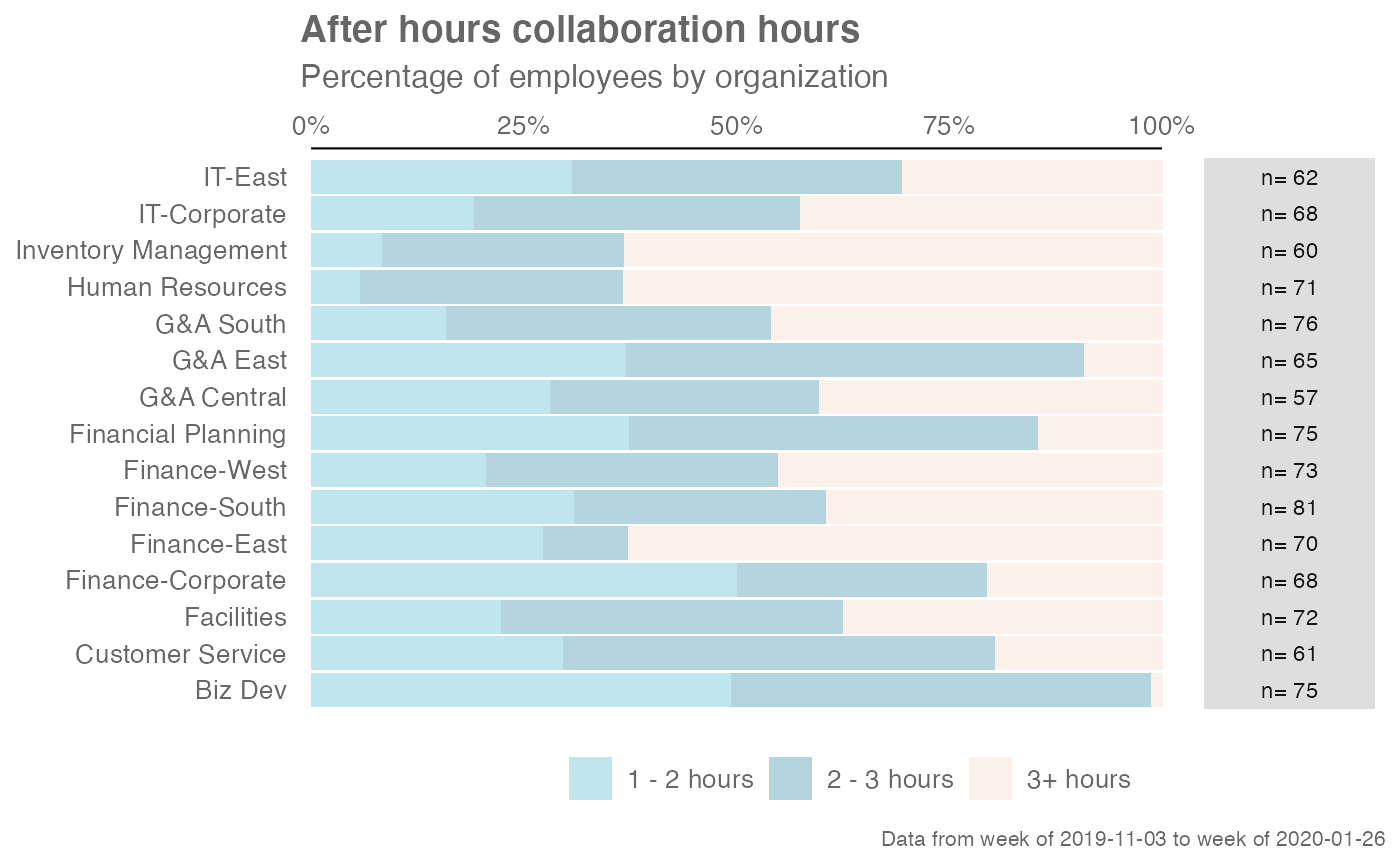 After hours collaboration hours
Percentage of employees by organization
0% 25% 50% 75% 100%
IT-East n= 62
IT-Corporate n= 68
Inventory Management n= 60
Human Resources n= 71
G&A South n= 76
G&A East n= 65
G&A Central n= 57
Financial Planning n= 75
Finance-West n= 73
Finance-South n= 81
Finance-East n= 70
Finance-Corporate n= 68
Facilities n= 72
Customer Service n= 61
Biz Dev n= 75
1 - 2 hours 2 - 3 hours 3+ hours
Data from week of 2019-11-03 to week of 2020-01-26